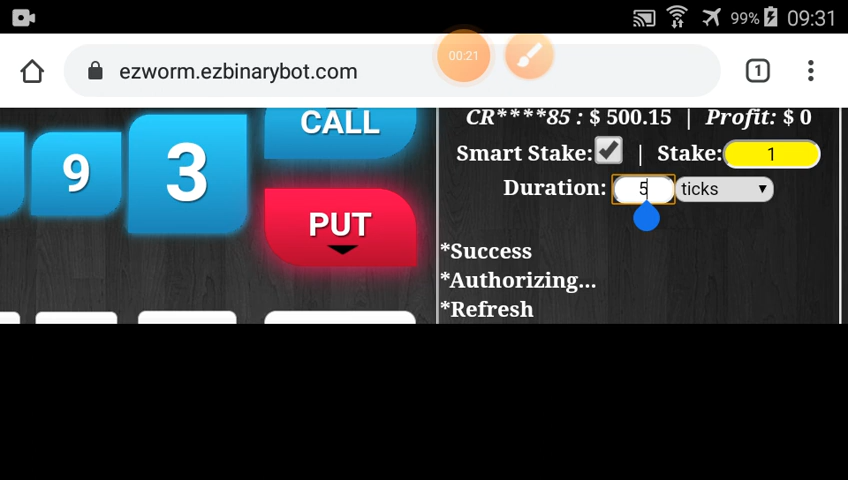 99% 09:31
ezworm.ezbinarybot.com 00:21 1
CR****85 : $ 500.15 | Profit: $ 0
CALL
Smart Stake: | Stake: 1
9 3
Duration: 5 ticks
PUT
*Success
*Authorizing...
*Refresh